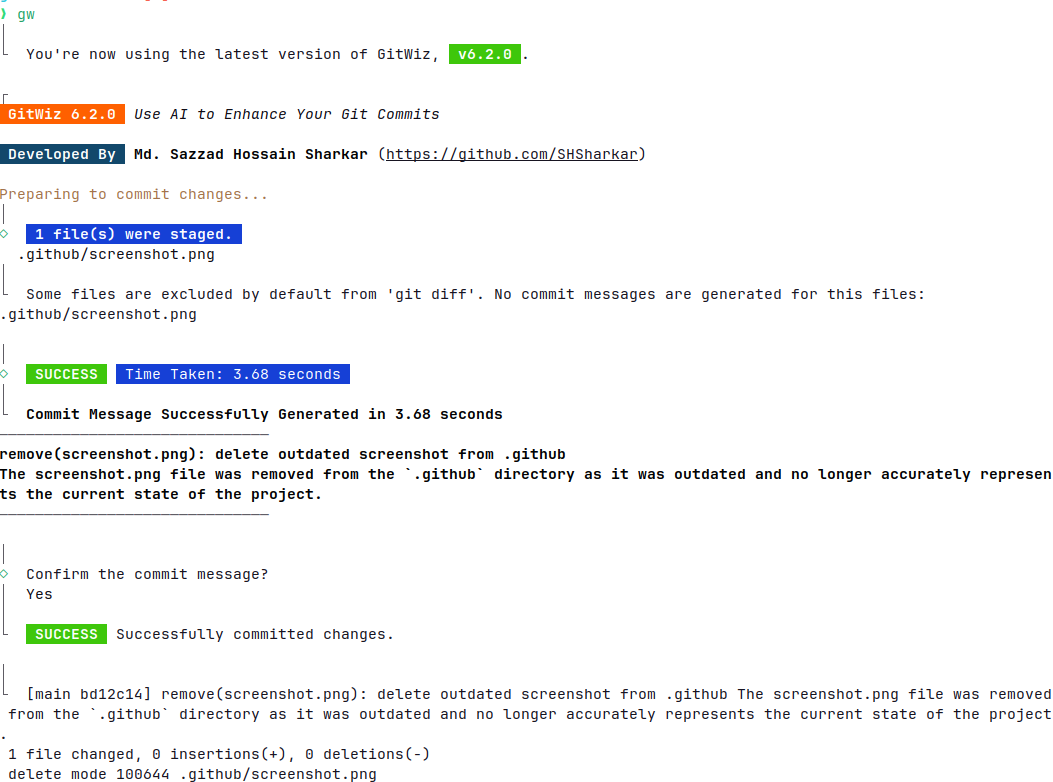 ❯ gw
You're now using the latest version of GitWiz, v6.2.0 .
GitWiz 6.2.0 Use AI to Enhance Your Git Commits
Developed By Md. Sazzad Hossain Sharkar (https://github.com/SHSharkar)
Preparing to commit changes...
1 file(s) were staged.
.github/screenshot.png
Some files are excluded by default from 'git diff'. No commit messages are generated for this files:
.github/screenshot.png
SUCCESS Time Taken: 3.68 seconds
Commit Message Successfully Generated in 3.68 seconds
remove(screenshot.png): delete outdated screenshot from .github
The screenshot.png file was removed from the `.github` directory as it was outdated and no longer accurately represen
ts the current state of the project.
Confirm the commit message?
Yes
SUCCESS Successfully committed changes.
[main bd12c14] remove(screenshot.png): delete outdated screenshot from .github The screenshot.png file was removed
from the `.github` directory as it was outdated and no longer accurately represents the current state of the project
.
1 file changed, 0 insertions(+), 0 deletions(-)
delete mode 100644 .github/screenshot.png